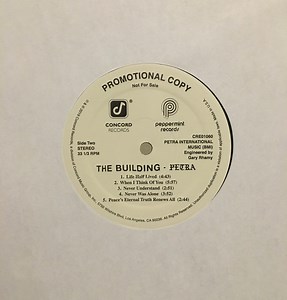 PROMOTIONAL COPY
Not For Sale
CONCORD
RECORDS
peppermint
records
CRE01060
Side Two
STEREO
33 1/3 RPM
PETRA INTERNATIONAL
MUSIC (BMI)
Engineered by
Gary Rhamy
THE BUILDING - PETRA
1. Life Half Lived (4:43)
2. When I Think Of You (5:57)
3. Never Understand (2:51)
4. Never Was Alone (3:52)
5. Peace's Eternal Truth Renews All (2:44)